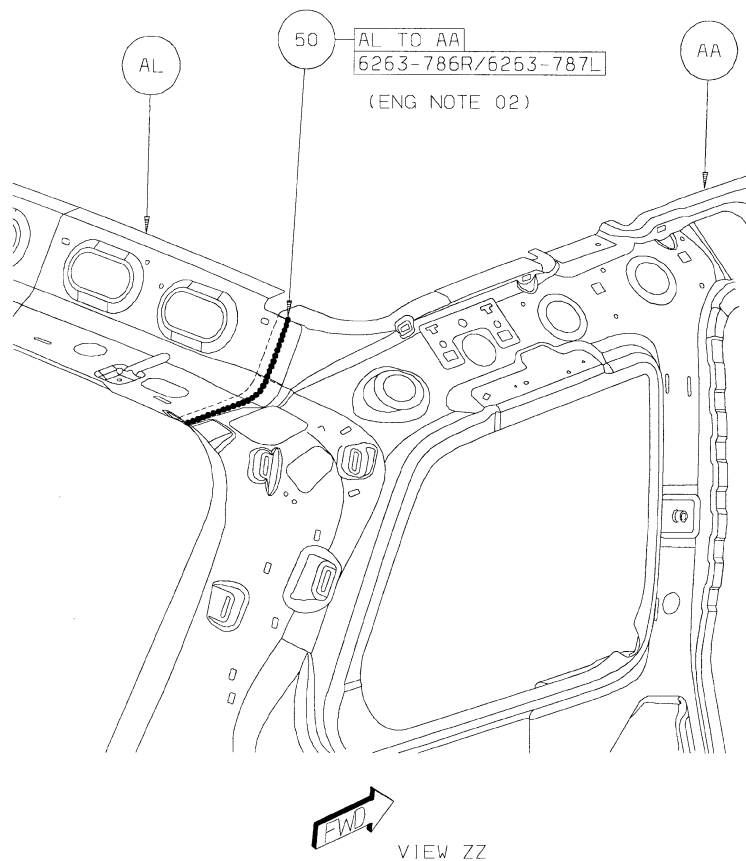 50
AL TO AA
6263-786R/6263-787L
(ENG NOTE 02)
AL
AA
FWD
VIEW ZZ